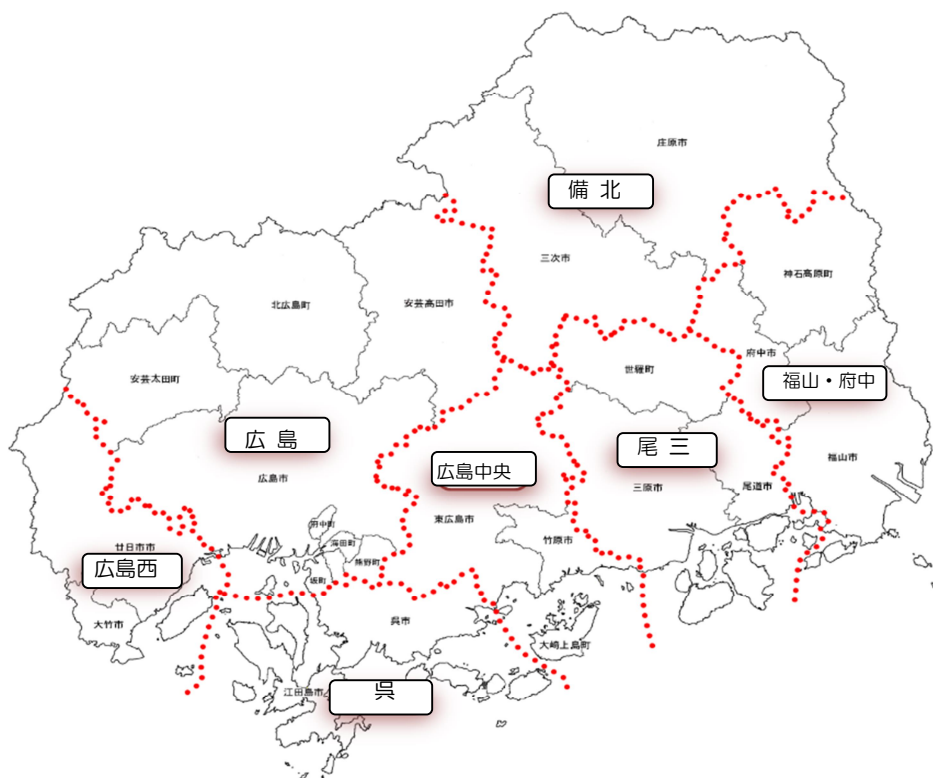 庄原市
備 北
三次市
神石高原町
北広島町
安芸高田市
府中市
世羅町
安芸太田町
福山・府中
広 島
尾 三
広島中央
福山市
広島市
三原市
尾道市
東広島市
府中町
竹原市
海田町
廿日市市
熊野町
広島西
坂町
大竹市
呉市
大崎上島町
江田島市
呉